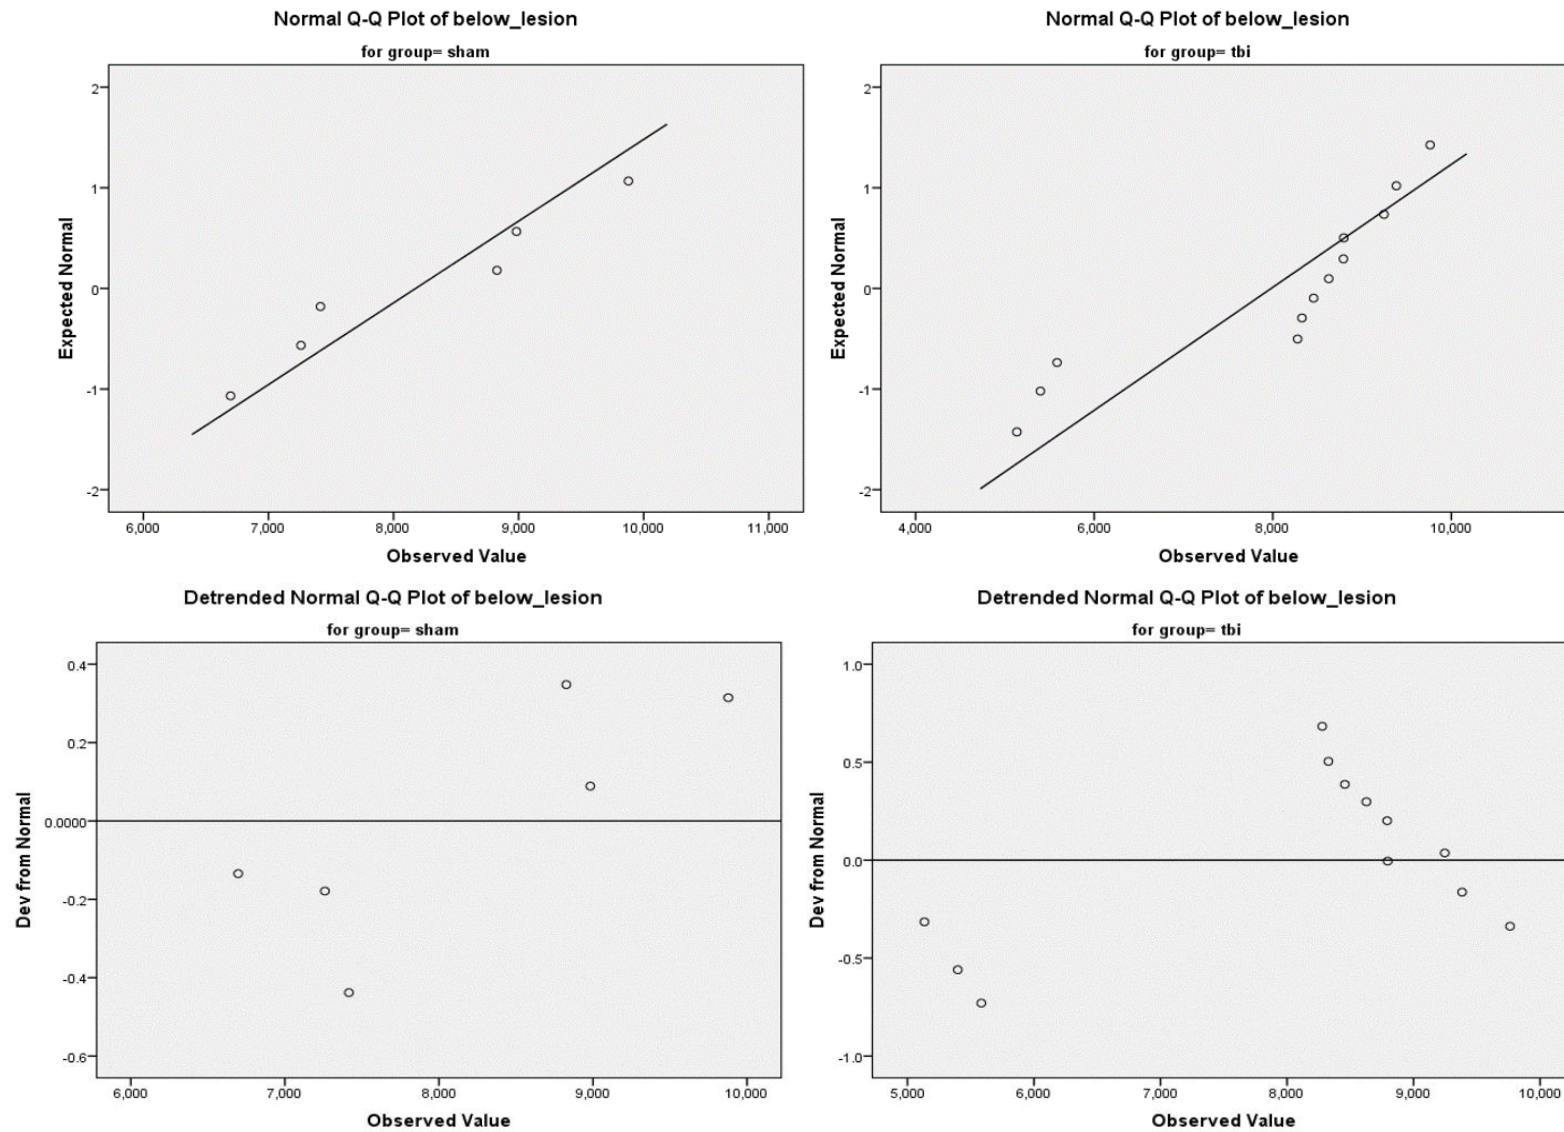 Normal Q-Q Plot of below_lesion
for group= sham
2
1
0
-1
-2
Expected Normal
6,000 7,000 8,000 9,000 10,000 11,000
Observed Value
Normal Q-Q Plot of below_lesion
for group= tbi
2
1
0
-1
-2
Expected Normal
4,000 6,000 8,000 10,000
Observed Value
Detrended Normal Q-Q Plot of below_lesion
for group= sham
0.4
0.2
0.0000
-0.2
-0.4
-0.6
Dev from Normal
6,000 7,000 8,000 9,000 10,000
Observed Value
Detrended Normal Q-Q Plot of below_lesion
for group= tbi
1.0
0.5
0.0
-0.5
-1.0
Dev from Normal
5,000 6,000 7,000 8,000 9,000 10,000
Observed Value